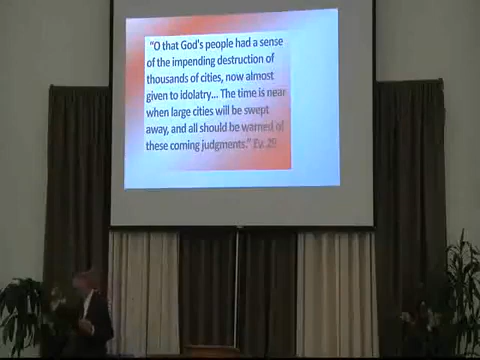 "O that God's people had a sense
of the impending destruction of
thousands of cities, now almost
given to idolatry... The time is near
when large cities will be swept
away, and all should be warned of
these coming judgments." Ev. 29